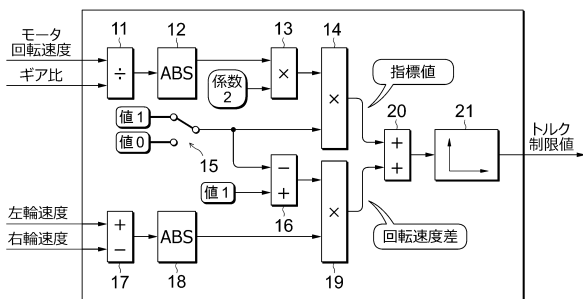 モータ
回転速度
ギア比
11
÷
12
ABS
13
×
係数
2
14
×
指標値
値1
値0
15
値1
−
+
16
20
+
+
21
トルク
制限値
左輪速度
右輪速度
+
−
17
ABS
18
×
19
回転速度差